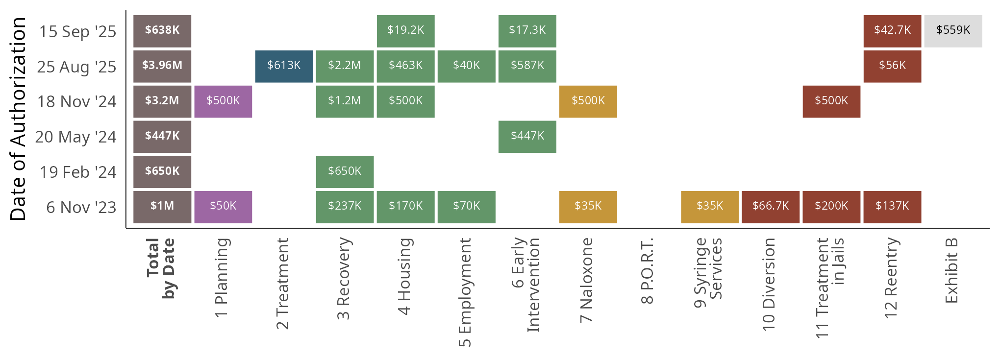 Date of Authorization
15 Sep '25 $638K $19.2K $17.3K $42.7K $559K
25 Aug '25 $3.96M $613K $2.2M $463K $40K $587K $56K
18 Nov '24 $3.2M $500K $1.2M $500K $500K $500K
20 May '24 $447K $447K
19 Feb '24 $650K $650K
6 Nov '23 $1M $50K $237K $170K $70K $35K $35K $66.7K $200K $137K
Total
by Date
1 Planning
2 Treatment
3 Recovery
4 Housing
5 Employment
6 Early
Intervention
7 Naloxone
8 P.O.R.T.
9 Syringe
Services
10 Diversion
11 Treatment
in Jails
12 Reentry
Exhibit B